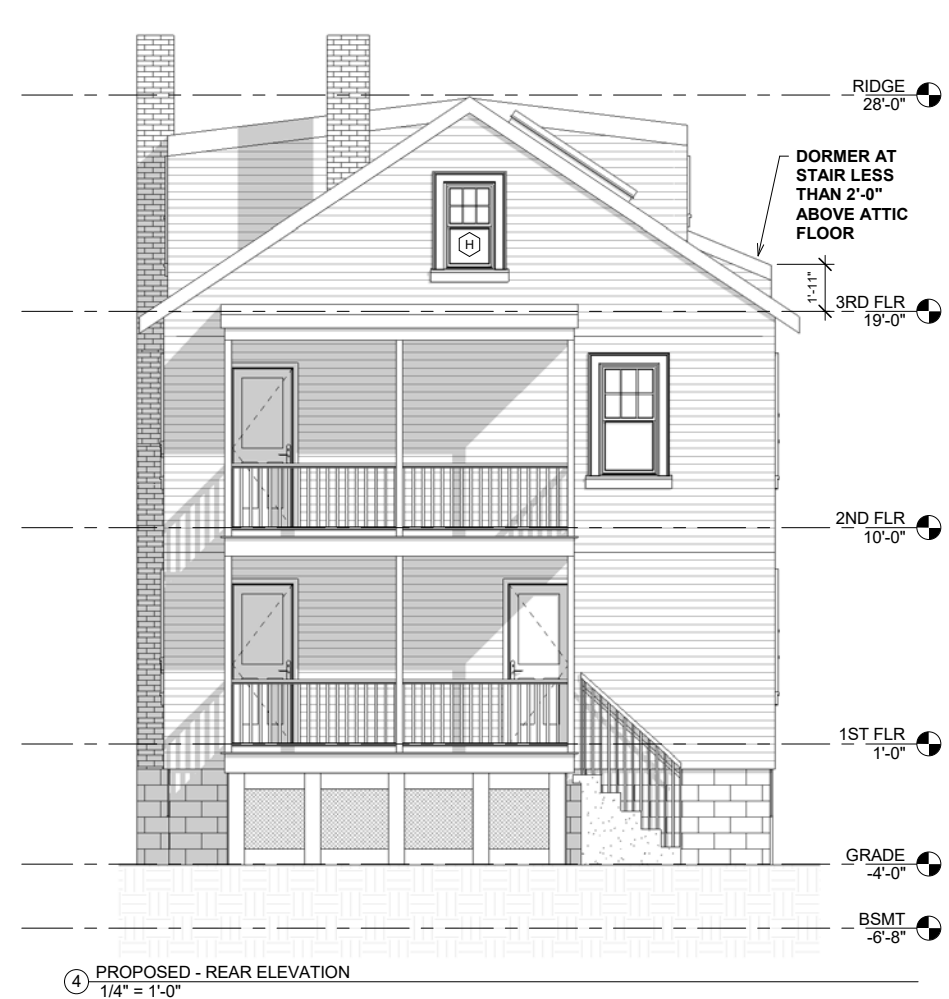 RIDGE
28'-0"
DORMER AT
STAIR LESS
THAN 2'-0"
ABOVE ATTIC
FLOOR
H
1'-11"
3RD FLR
19'-0"
2ND FLR
10'-0"
1ST FLR
1'-0"
GRADE
-4'-0"
BSMT
-6'-8"
4 PROPOSED - REAR ELEVATION
1/4" = 1'-0"